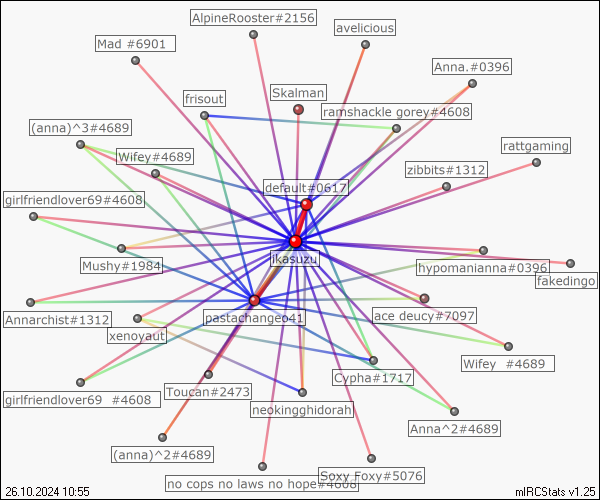 AlpineRooster#2156
avelicious
Mad #6901
Anna.#0396
Skalman
frisout
ramshackle gorey#4608
(anna)^3#4689
rattgaming
Wifey#4689
zibbits#1312
default#0617
girlfriendlover69#4608
ikasuzu
Mushy#1984
hypomanianna#0396
fakedingo
pastachangeo41
ace deucy#7097
Annarchist#1312
xenoyaut
Wifey #4689
Cypha#1717
Toucan#2473
girlfriendlover69 #4608
neokingghidorah
Anna^2#4689
(anna)^2#4689
Soxy Foxy#5076
no cops no laws no hope#4608
26.10.2024 10:55
mIRCStats v1.25